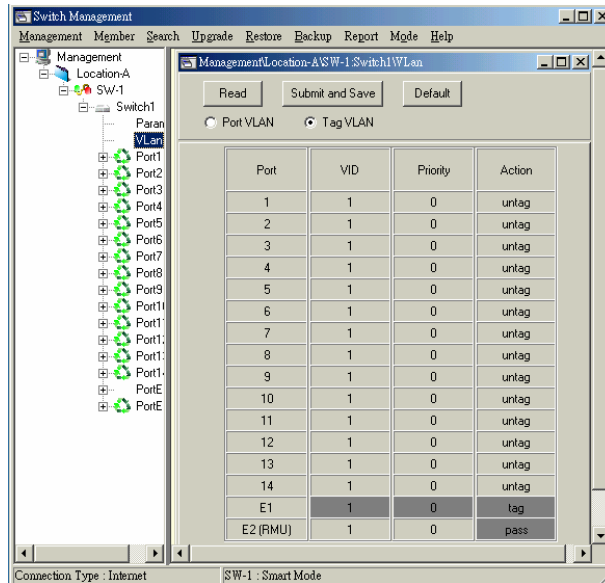 Switch Management
Management Member Search Upgrade Restore Backup Report Mode Help
Management
Location-A
SW-1
Switch1
Param
VLan
Port1
Port2
Port3
Port4
Port5
Port6
Port7
Port8
Port9
Port10
Port1
Port1
Port1
Port1
PortE
PortE
Management\Location-A\SW-1:Switch1\VLan
Read Submit and Save Default
Port VLAN Tag VLAN
Port VID Priority Action
1 1 0 untag
2 1 0 untag
3 1 0 untag
4 1 0 untag
5 1 0 untag
6 1 0 untag
7 1 0 untag
8 1 0 untag
9 1 0 untag
10 1 0 untag
11 1 0 untag
12 1 0 untag
13 1 0 untag
14 1 0 untag
E1 1 0 tag
E2 (RMU) 1 0 pass
Connection Type : Internet SW-1 : Smart Mode